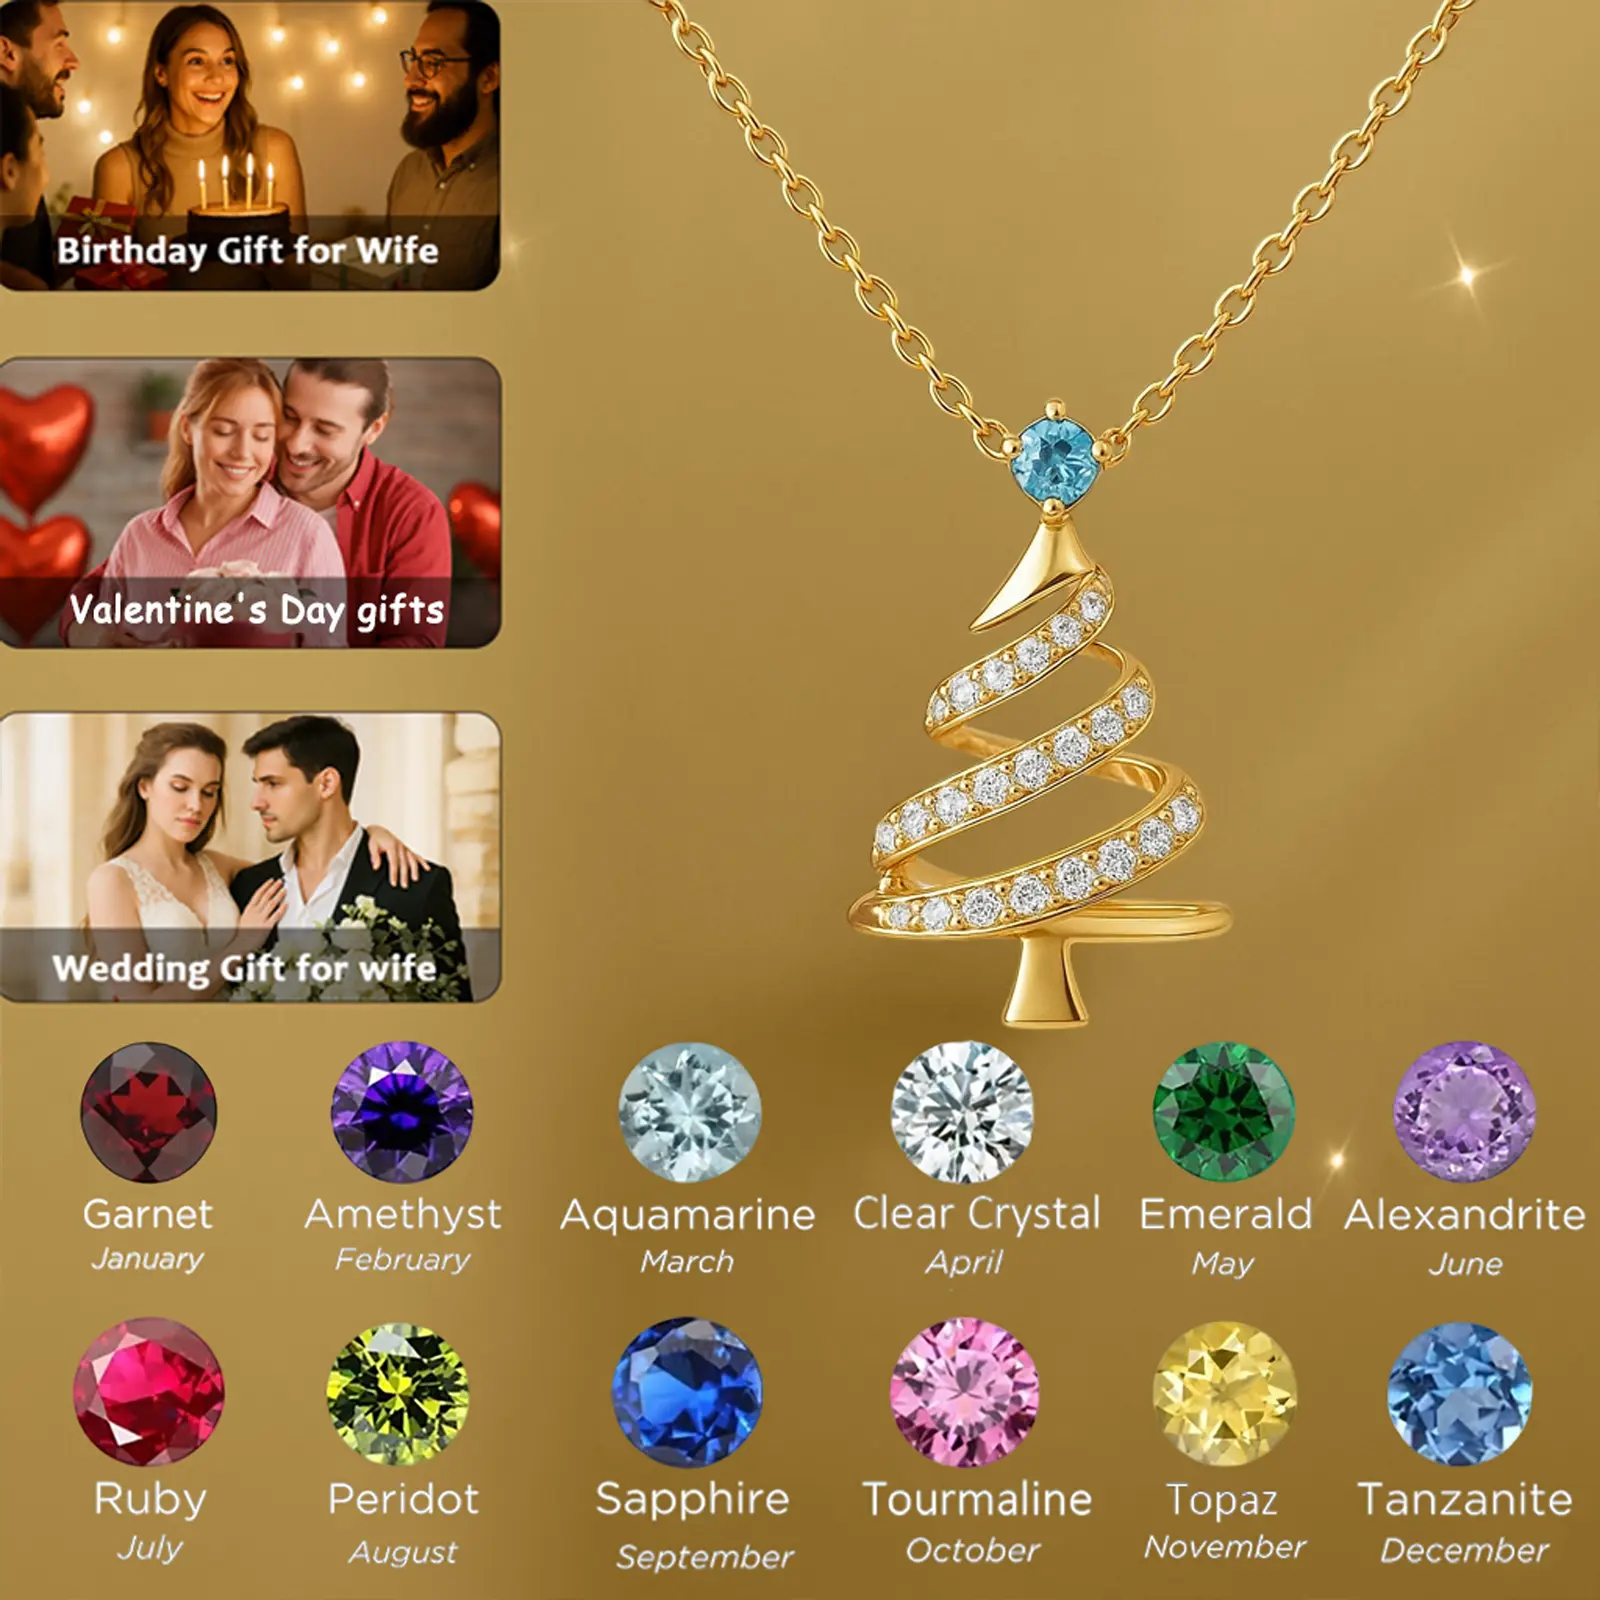 Birthday Gift for Wife
Valentine's Day gifts
Wedding Gift for wife
Garnet
January
Amethyst
February
Aquamarine
March
Clear Crystal
April
Emerald
May
Alexandrite
June
Ruby
July
Peridot
August
Sapphire
September
Tourmaline
October
Topaz
November
Tanzanite
December